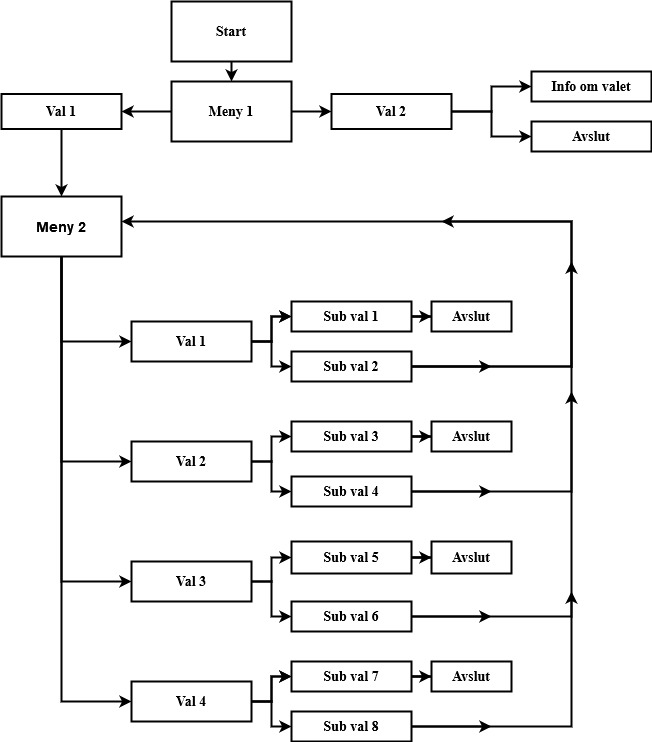 Start
Val 1
Meny 1
Val 2
Info om valet
Avslut
Meny 2
Val 1
Sub val 1
Avslut
Sub val 2
Val 2
Sub val 3
Avslut
Sub val 4
Val 3
Sub val 5
Avslut
Sub val 6
Val 4
Sub val 7
Avslut
Sub val 8